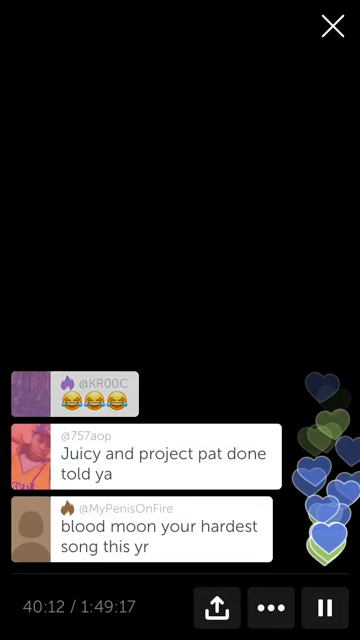 @KR00C
😂😂😂
@757aop
Juicy and project pat done
told ya
@MyPenisOnFire
blood moon your hardest
song this yr
40:12 / 1:49:17